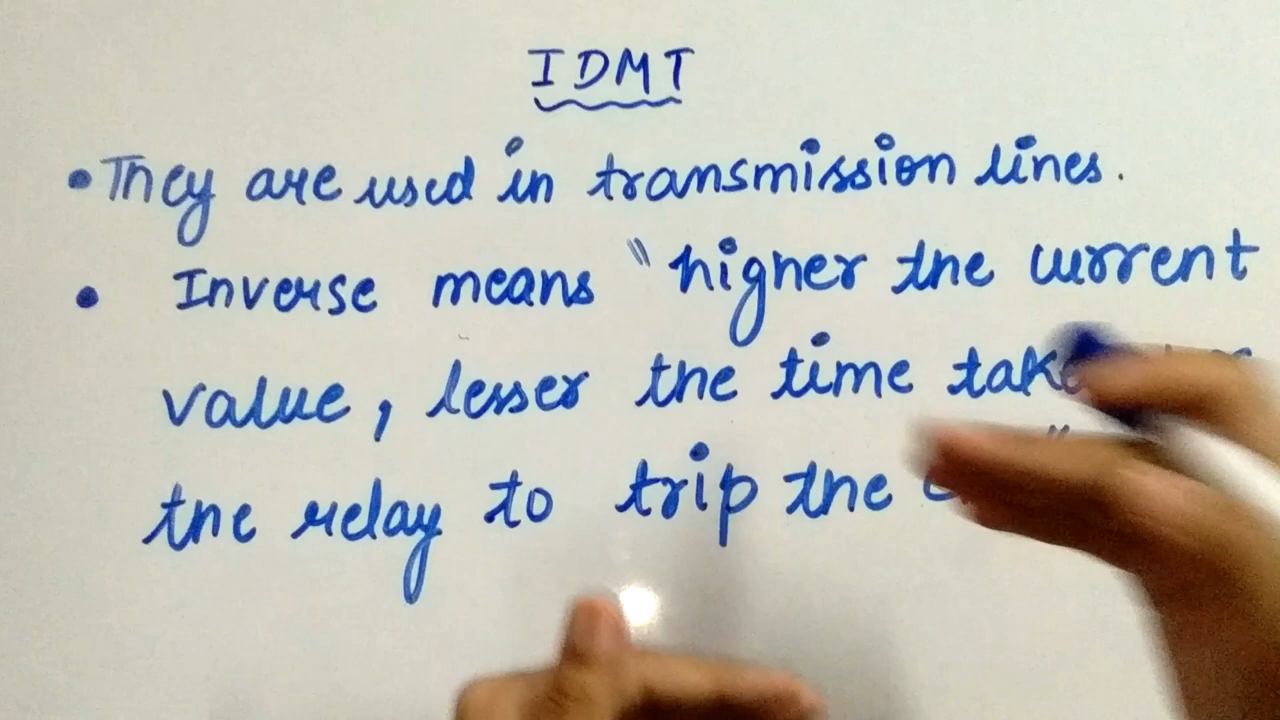 IDMT
• They are used in transmission lines.
• Inverse means "higher the current
value, lesser the time
the relay to trip the